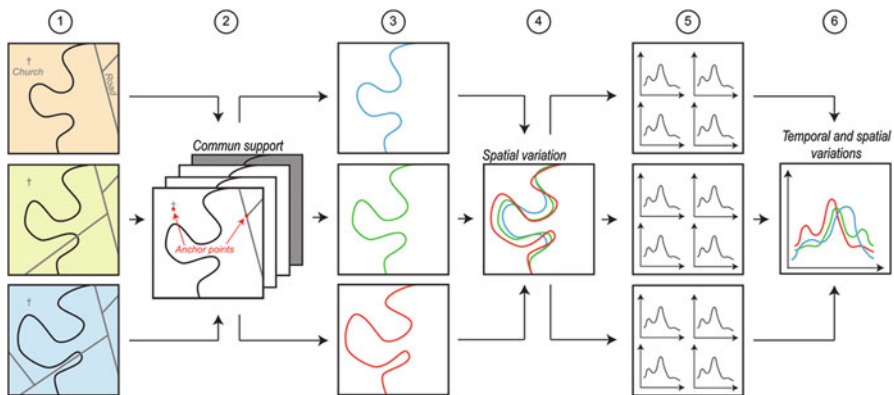 1
2
3
4
5
6
Church
Road
Commun support
Anchor points
Spatial variation
Temporal and spatial
variations